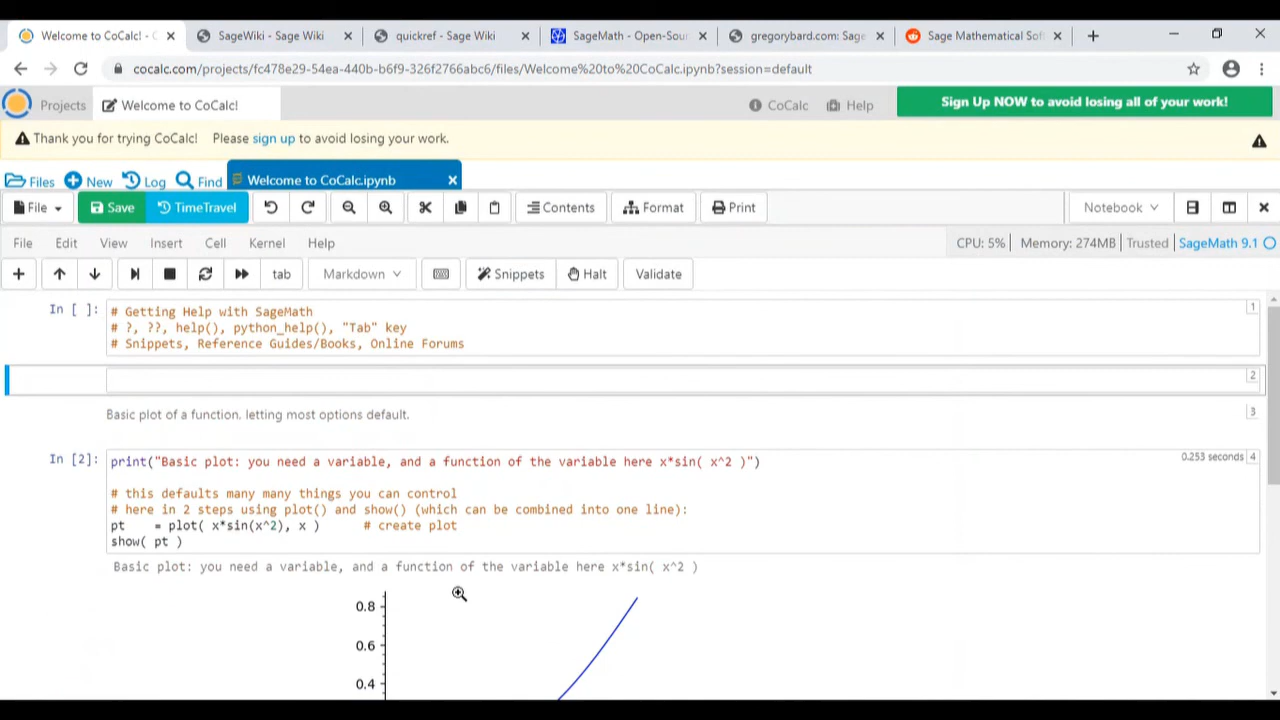 Welcome to CoCalc! - C
SageWiki - Sage Wiki
quickref - Sage Wiki
SageMath - Open-Sour
gregorybard.com: Sage
Sage Mathematical Soft
cocalc.com/projects/fc478e29-54ea-440b-b6f9-326f2766abc6/files/Welcome%20to%20CoCalc.ipynb?session=default
Projects
Welcome to CoCalc!
CoCalc
Help
Sign Up NOW to avoid losing all of your work!
Thank you for trying CoCalc! Please sign up to avoid losing your work.
Files
New
Log
Find
Welcome to CoCalc.ipynb
File
Save
TimeTravel
Contents
Format
Print
Notebook
File Edit View Insert Cell Kernel Help
CPU: 5%
Memory: 274MB
Trusted
SageMath 9.1
tab
Markdown
Snippets
Halt
Validate
In [ ]:
# Getting Help with SageMath
# ?, ??, help(), python_help(), "Tab" key
# Snippets, Reference Guides/Books, Online Forums
1
2
Basic plot of a function. letting most options default.
3
In [2]:
print("Basic plot: you need a variable, and a function of the variable here x*sin( x^2 )")
0.253 seconds
4
# this defaults many many things you can control
# here in 2 steps using plot() and show() (which can be combined into one line):
pt = plot( x*sin(x^2), x ) # create plot
show( pt )
Basic plot: you need a variable, and a function of the variable here x*sin( x^2 )
0.8
0.6
0.4